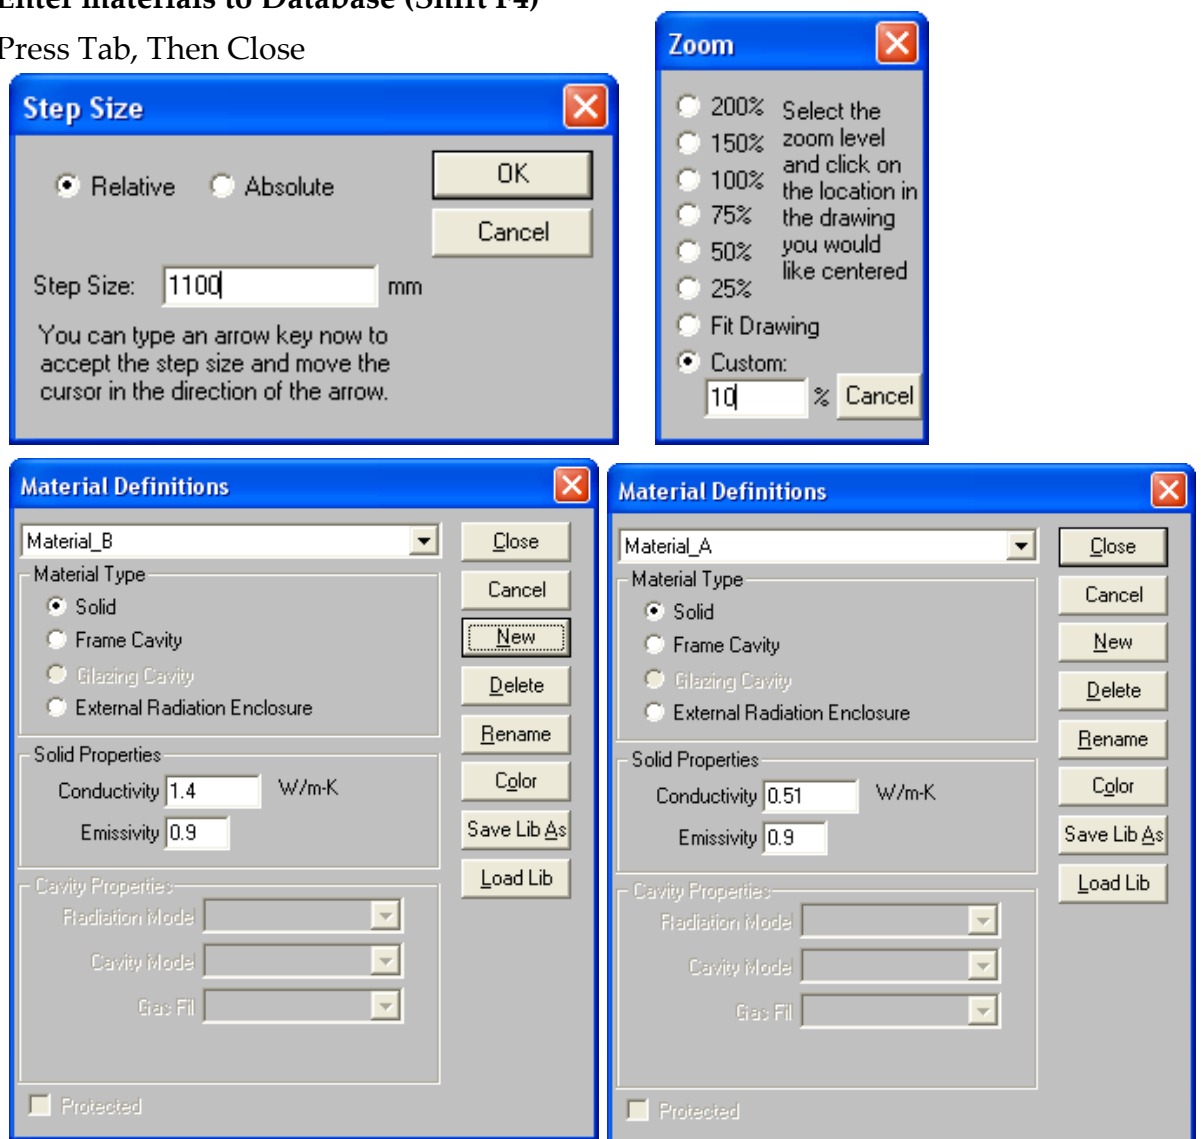 Enter materials to Database (Shift F4)
Press Tab, Then Close
Step Size
Relative
Absolute
OK
Cancel
Step Size: 1100 mm
You can type an arrow key now to
accept the step size and move the
cursor in the direction of the arrow.
Zoom
200%
150%
100%
75%
50%
25%
Select the
zoom level
and click on
the location in
the drawing
you would
like centered
Fit Drawing
Custom:
10 % Cancel
Material Definitions
Material_B
Material Type
Solid
Frame Cavity
Glazing Cavity
External Radiation Enclosure
Solid Properties
Conductivity 1.4 W/m-K
Emissivity 0.9
Cavity Properties
Radiation Model
Cavity Model
Gas Fill
Protected
Close
Cancel
New
Delete
Rename
Color
Save Lib As
Load Lib
Material Definitions
Material_A
Material Type
Solid
Frame Cavity
Glazing Cavity
External Radiation Enclosure
Solid Properties
Conductivity 0.51 W/m-K
Emissivity 0.9
Cavity Properties
Radiation Model
Cavity Model
Gas Fill
Protected
Close
Cancel
New
Delete
Rename
Color
Save Lib As
Load Lib